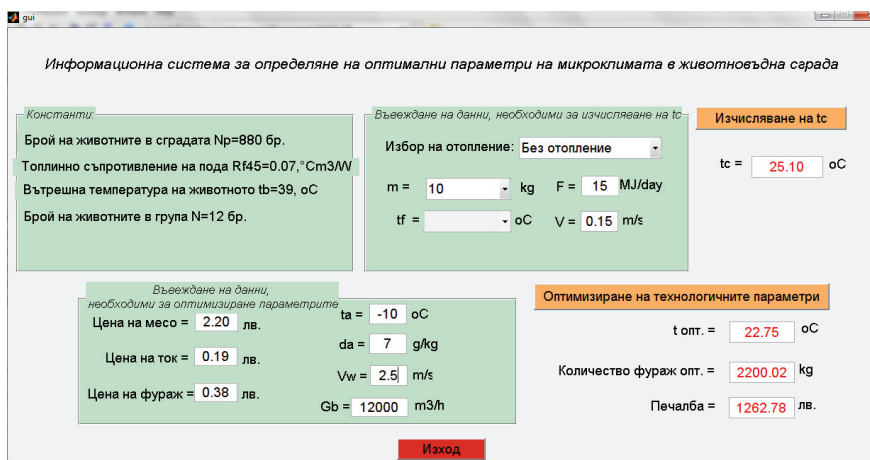 gui
Информационна система за определяне на оптимални параметри на микроклимата в животновъдна сграда
Константи:
Брой на животните в сградата Np=880 бр.
Топлинно съпротивление на пода Rf45=0.07,°Cm3/W
Вътрешна температура на животното tb=39, oC
Брой на животните в група N=12 бр.
Въвеждане на данни, необходими за изчисляване на tc
Избор на отопление: Без отопление
m = 10 kg F = 15 MJ/day
tf = oC V = 0.15 m/s
Изчисляване на tc
tc = 25.10 oC
Въвеждане на данни,
необходими за оптимизиране параметрите
Цена на месо = 2.20 лв.
Цена на ток = 0.19 лв.
Цена на фураж = 0.38 лв.
ta = -10 oC
da = 7 g/kg
Vw = 2.5 m/s
Gb = 12000 m3/h
Оптимизиране на технологичните параметри
t опт. = 22.75 oC
Количество фураж опт. = 2200.02 kg
Печалба = 1262.78 лв.
Изход